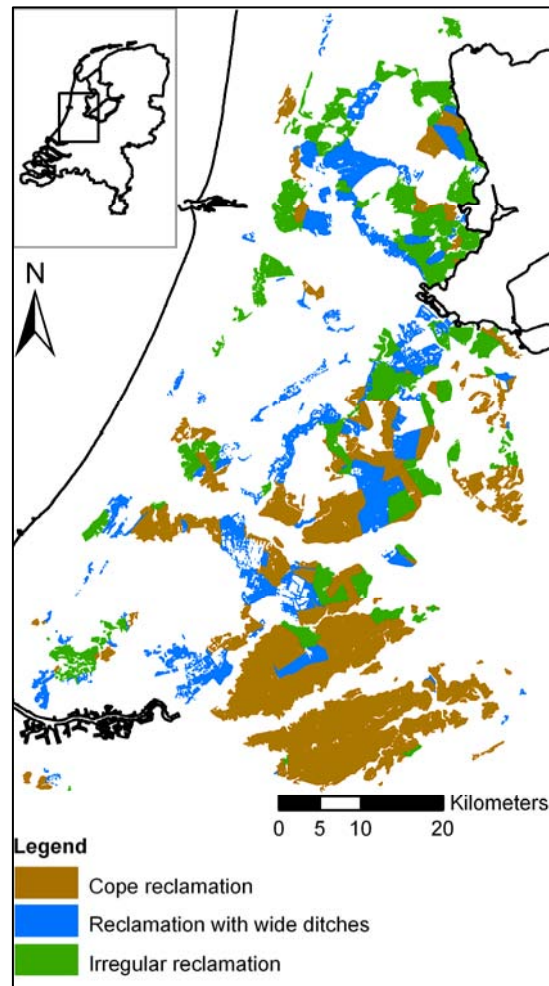 N
Kilometers
0 5 10 20
Legend
Cope reclamation
Reclamation with wide ditches
Irregular reclamation